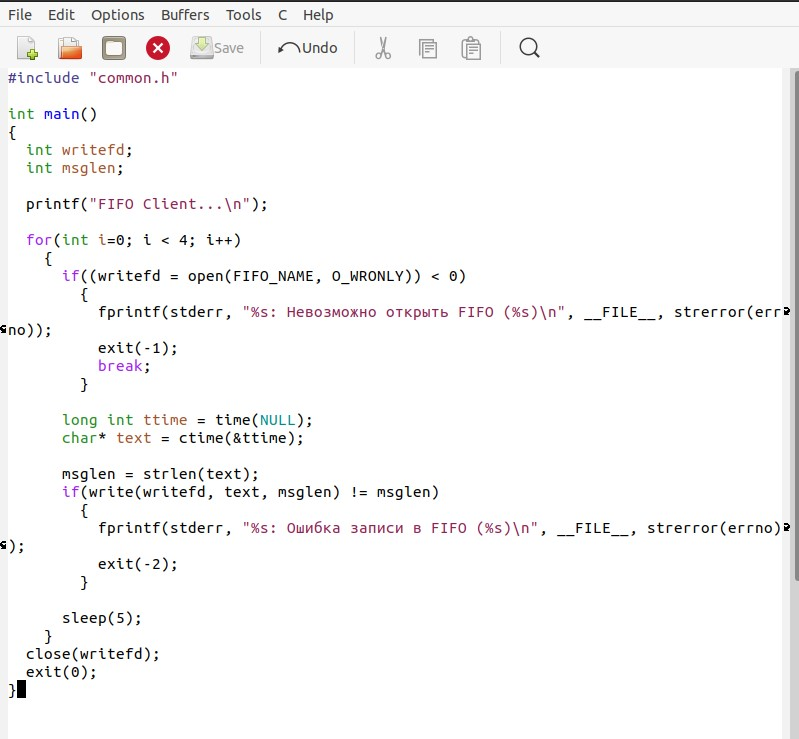 File Edit Options Buffers Tools C Help
Save Undo
#include "common.h"
int main()
{
  int writefd;
  int msglen;
  printf("FIFO Client...\n");
  for(int i=0; i < 4; i++)
    {
      if((writefd = open(FIFO_NAME, O_WRONLY)) < 0)
        {
          fprintf(stderr, "%s: Невозможно открыть FIFO (%s)\n", __FILE__, strerror(err
no));
          exit(-1);
          break;
        }
      long int ttime = time(NULL);
      char* text = ctime(&ttime);
      msglen = strlen(text);
      if(write(writefd, text, msglen) != msglen)
        {
          fprintf(stderr, "%s: Ошибка записи в FIFO (%s)\n", __FILE__, strerror(errno)
);
          exit(-2);
        }
      sleep(5);
    }
  close(writefd);
  exit(0);
}